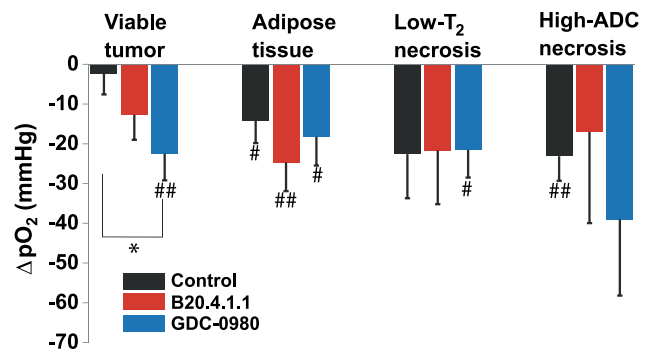 Viable tumor
Adipose tissue
Low-T2 necrosis
High-ADC necrosis
0
-10
-20
-30
-40
-50
-60
-70
ΔpO2 (mmHg)
##
#
##
#
#
##
*
Control
B20.4.1.1
GDC-0980